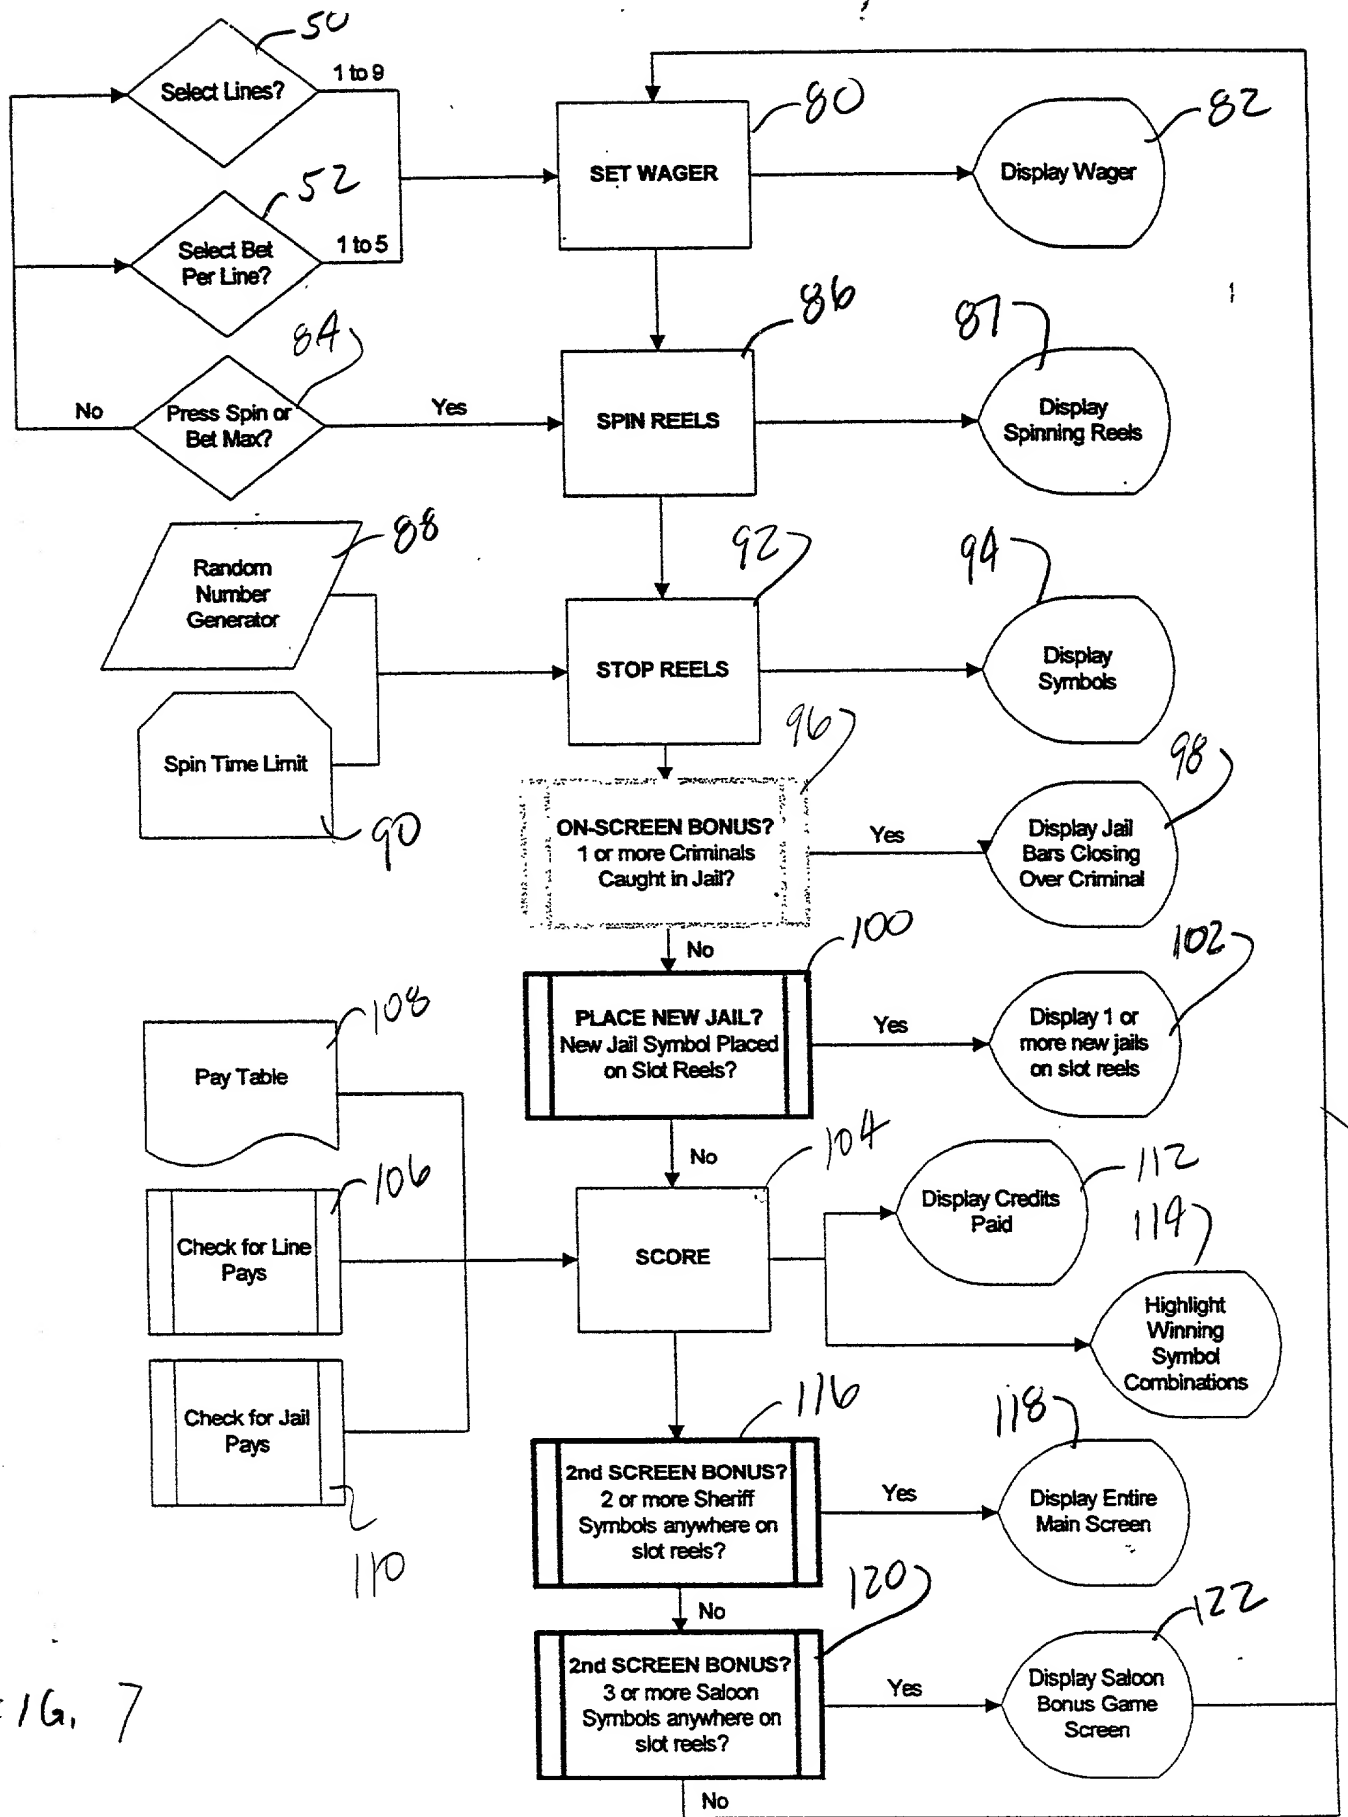 50
Select Lines?
1 to 9
80
SET WAGER
82
Display Wager
52
Select Bet
Per Line?
1 to 5
84
Press Spin or
Bet Max?
No
Yes
86
SPIN REELS
87
Display
Spinning Reels
88
Random
Number
Generator
92
STOP REELS
94
Display
Symbols
Spin Time Limit
90
96
ON-SCREEN BONUS?
1 or more Criminals
Caught in Jail?
Yes
98
Display Jail
Bars Closing
Over Criminal
No
100
PLACE NEW JAIL?
New Jail Symbol Placed
on Slot Reels?
Yes
102
Display 1 or
more new jails
on slot reels
No
108
Pay Table
106
Check for Line
Pays
104
SCORE
112
Display Credits
Paid
114
Highlight
Winning
Symbol
Combinations
Check for Jail
Pays
110
116
2nd SCREEN BONUS?
2 or more Sheriff
Symbols anywhere on
slot reels?
Yes
118
Display Entire
Main Screen
No
120
2nd SCREEN BONUS?
3 or more Saloon
Symbols anywhere on
slot reels?
Yes
122
Display Saloon
Bonus Game
Screen
No
FIG. 7